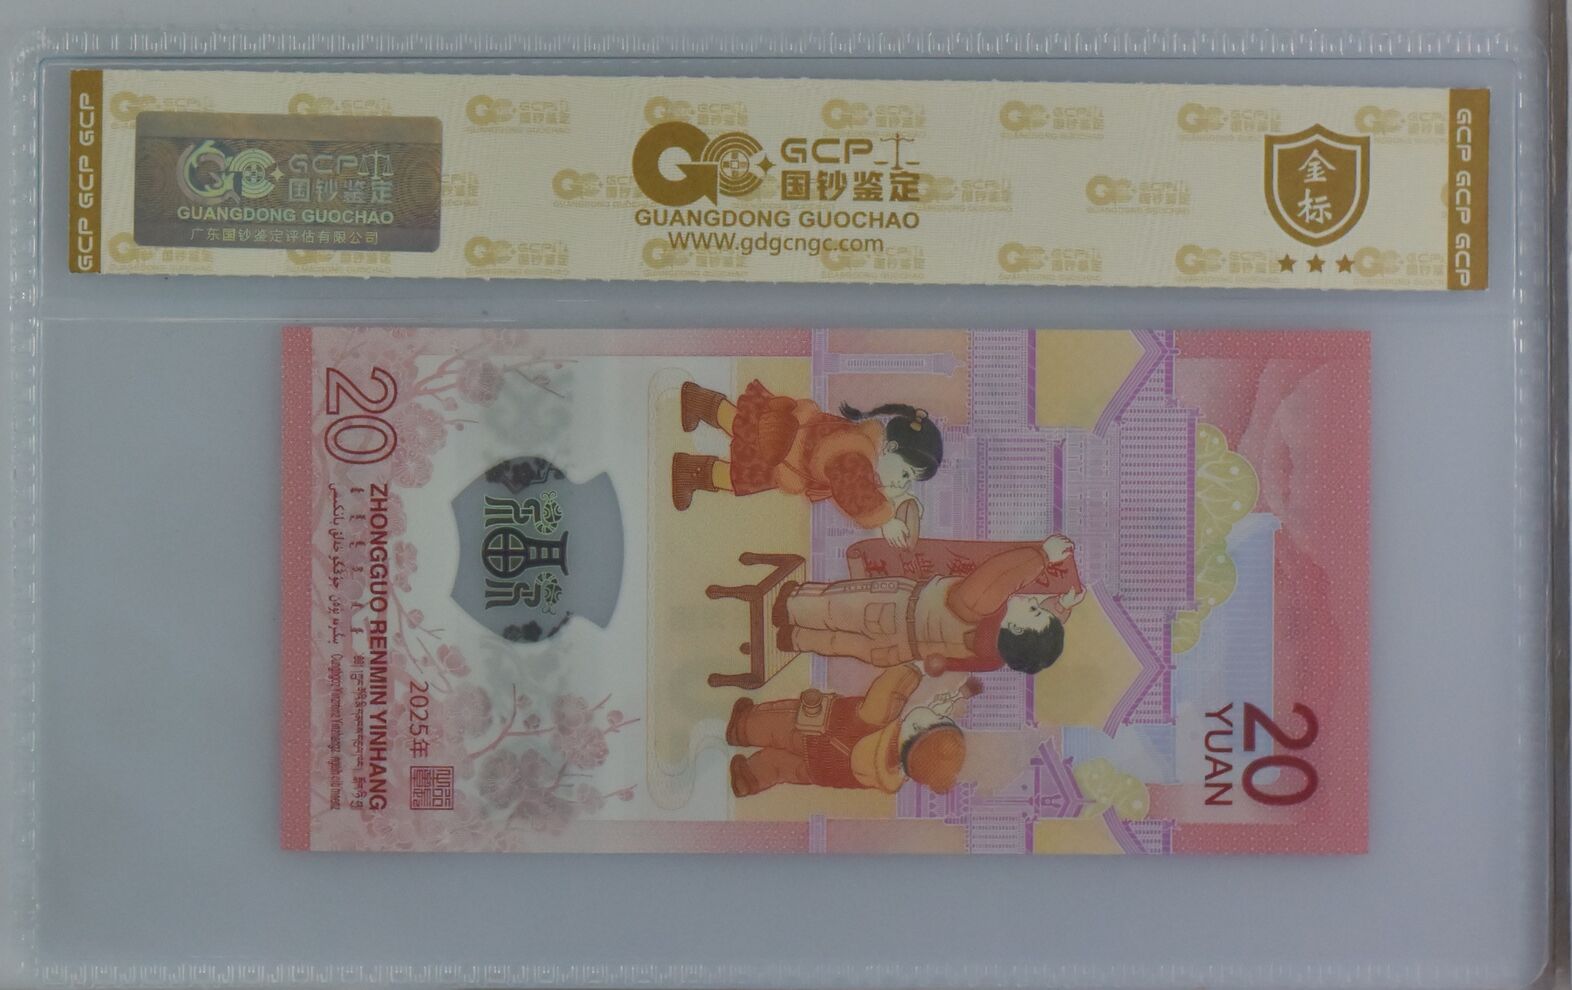 GCP GCP GCP
GCP
国钞鉴定
GUANGDONG GUOCHAO
广东国钞鉴定评估有限公司
GCP
国钞鉴定
GUANGDONG GUOCHAO
WWW.gdgcngc.com
金标
GCP GCP GCP
20
ZHONGGUO RENMIN YINHANG
2025年
20
YUAN